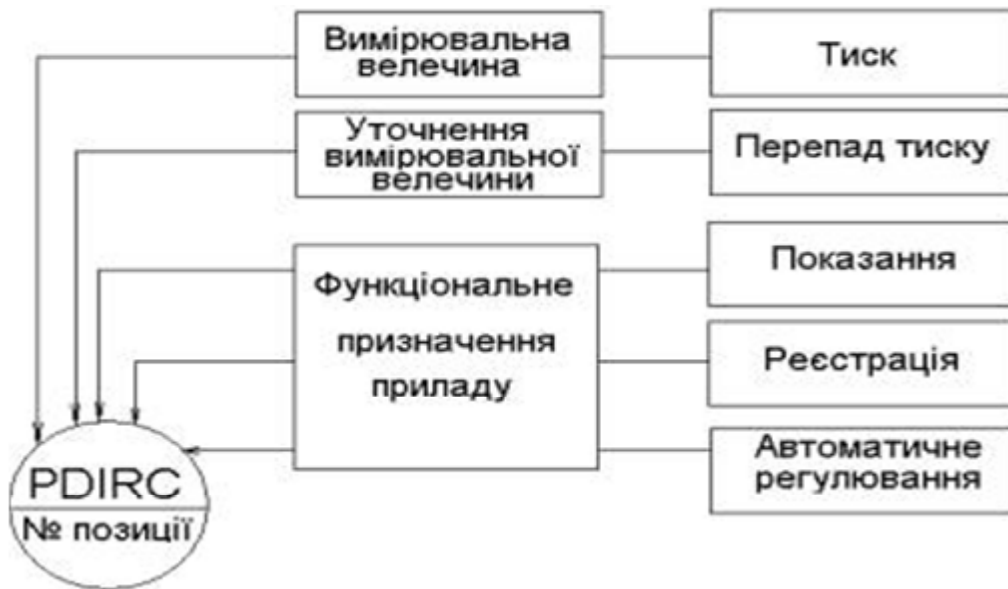 Вимірювальна
велечина
Тиск
Уточнення
вимірювальної
велечини
Перепад тиску
Функціональне
призначення
приладу
Показання
Реєстрація
Автоматичне
регулювання
PDIRC
№ позиції